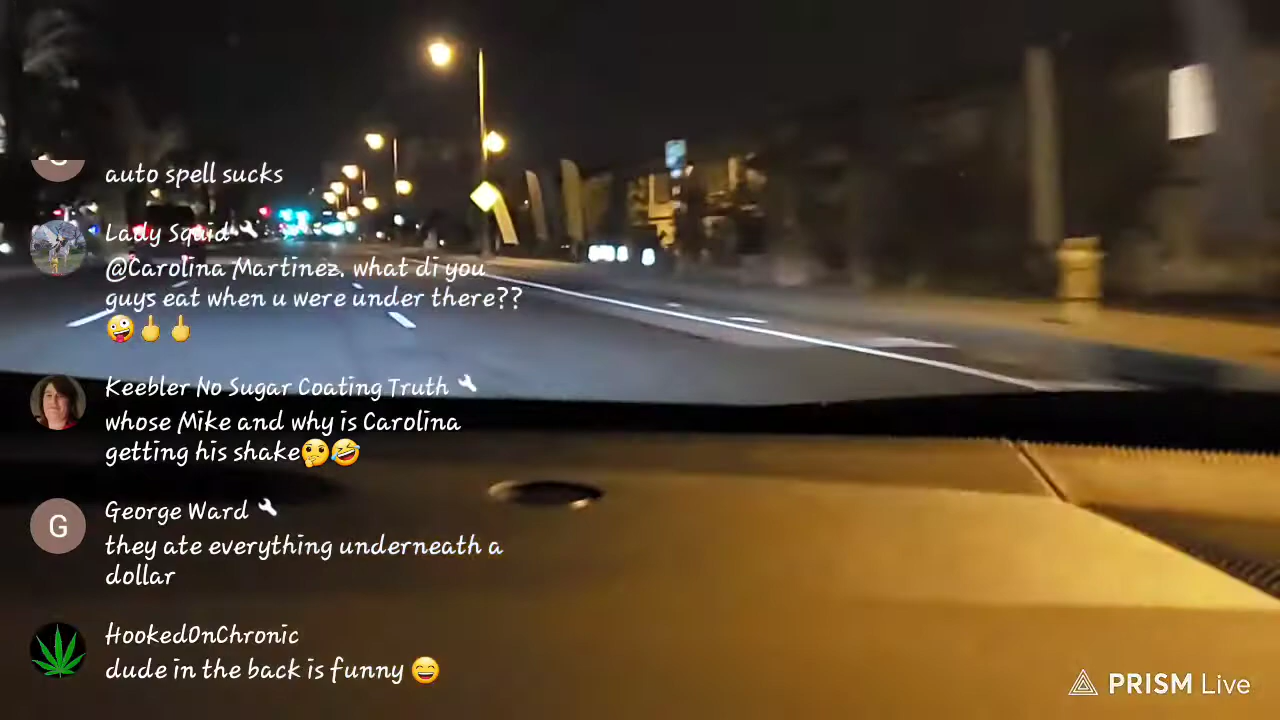 auto spell sucks
Lady Squid
@Carolina Martinez, what di you
guys eat when u were under there??
🤪🖕🖕
Keebler No Sugar Coating Truth
whose Mike and why is Carolina
getting his shake🤔🤣
G
George Ward
they ate everything underneath a
dollar
HookedOnChronic
dude in the back is funny 😄
PRISM Live